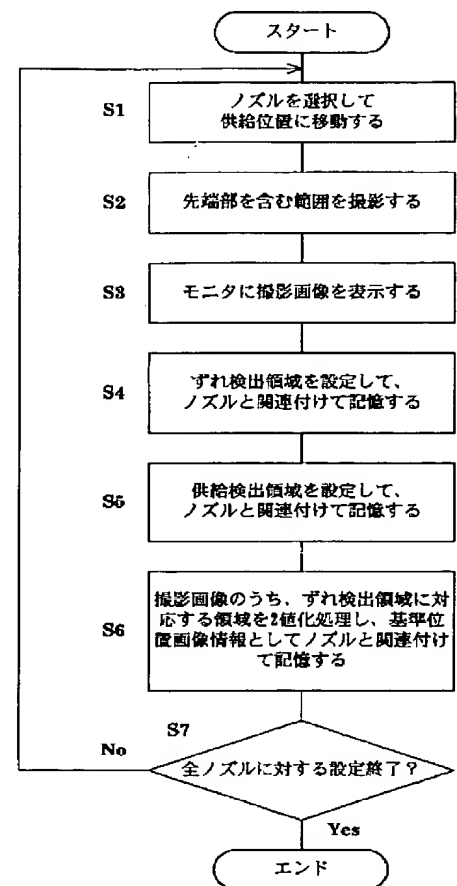 スタート
S1
ノズルを選択して
供給位置に移動する
S2
先端部を含む範囲を撮影する
S3
モニタに撮影画像を表示する
S4
ずれ検出領域を設定して、
ノズルと関連付けて記憶する
S5
供給検出領域を設定して、
ノズルと関連付けて記憶する
S6
撮影画像のうち、ずれ検出領域に対
応する領域を2値化処理し、基準位
置画像情報としてノズルと関連付け
て記憶する
S7
No
全ノズルに対する設定終了？
Yes
エンド